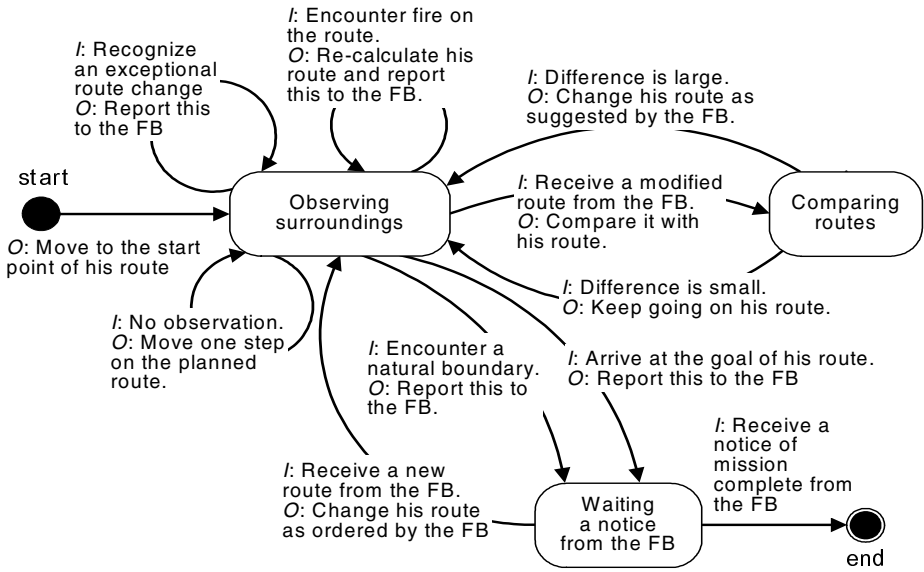 I: Recognize
an exceptional
route change
O: Report this
to the FB
I: Encounter fire on
the route.
O: Re-calculate his
route and report
this to the FB.
I: Difference is large.
O: Change his route as
suggested by the FB.
start
Observing
surroundings
I: Receive a modified
route from the FB.
O: Compare it with
his route.
Comparing
routes
O: Move to the start
point of his route
I: Difference is small.
O: Keep going on his route.
I: No observation.
O: Move one step
on the planned
route.
I: Encounter a
natural boundary.
O: Report this to
the FB.
I: Arrive at the goal of his route.
O: Report this to the FB
I: Receive a new
route from the FB.
O: Change his route
as ordered by the FB
Waiting
a notice
from the FB
I: Receive a
notice of
mission
complete from
the FB
end